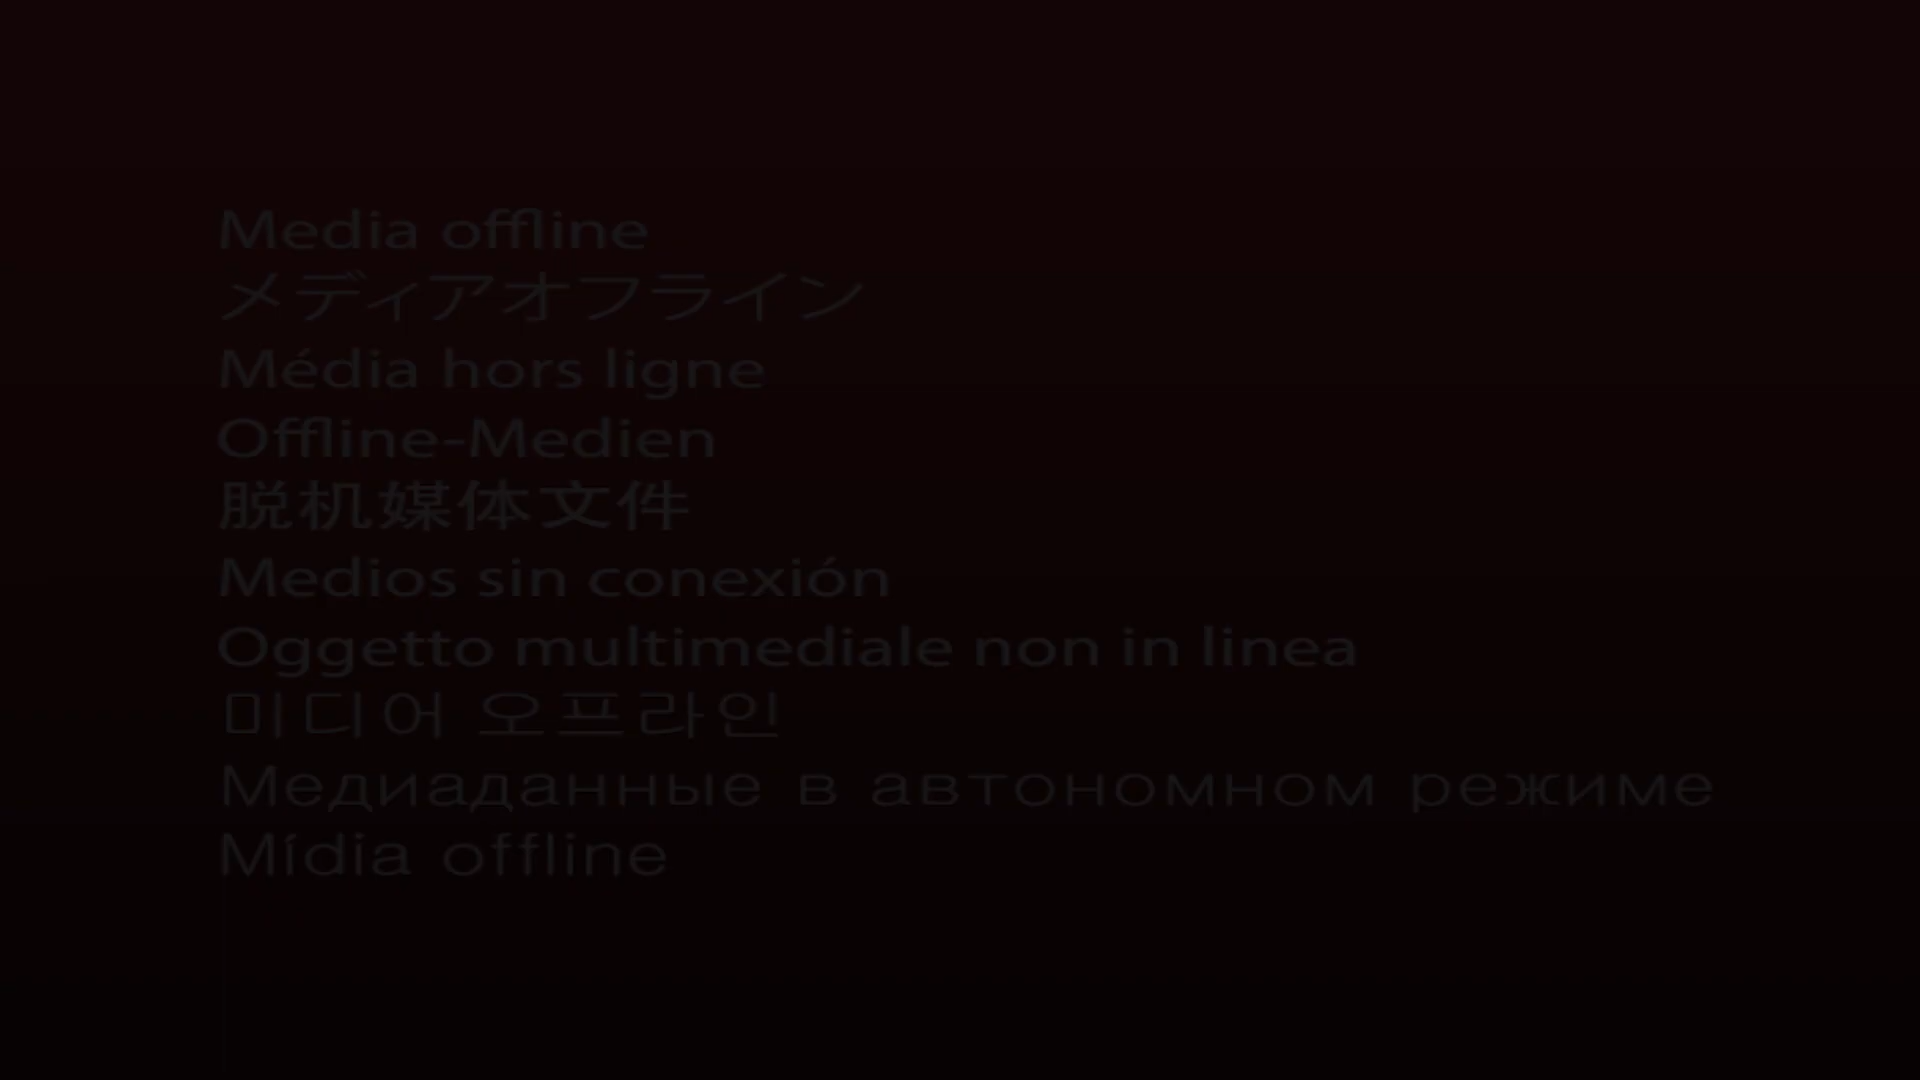 Media offline
メディアオフライン
Média hors ligne
Offline-Medien
脱机媒体文件
Medios sin conexión
Oggetto multimediale non in linea
미디어 오프라인
Медиаданные в автономном режиме
Mídia offline